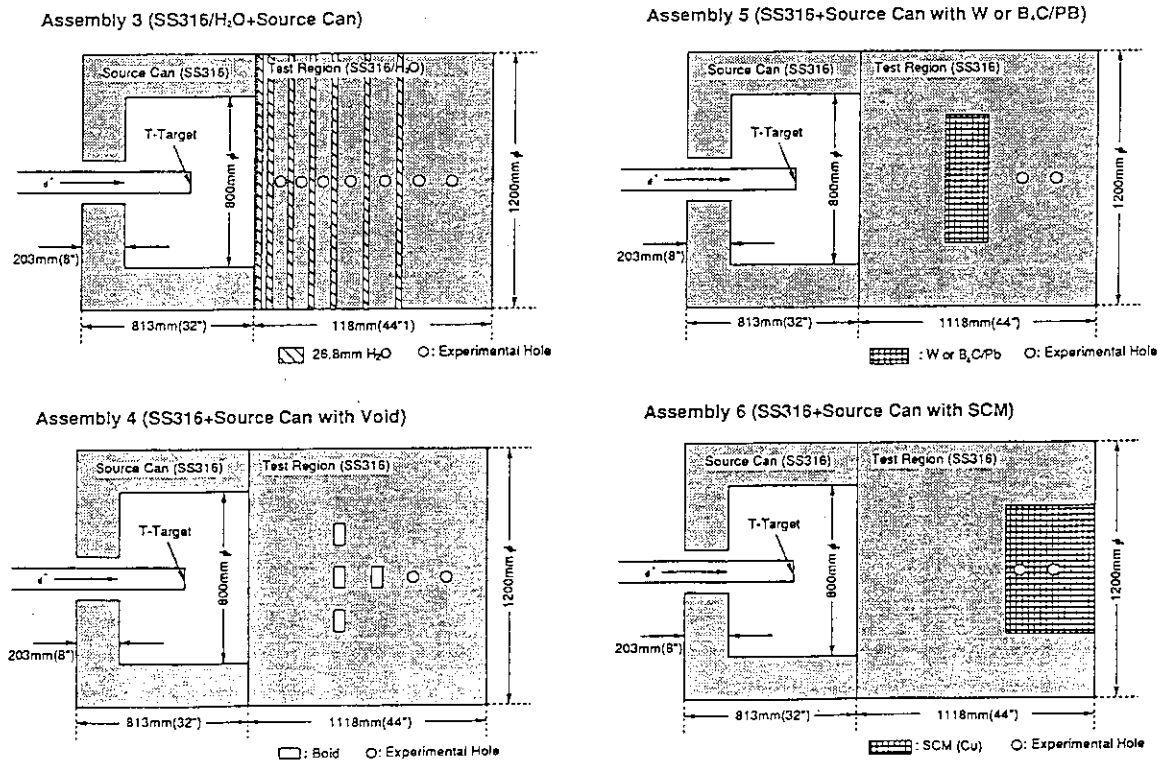 Assembly 3 (SS316/H₂O+Source Can)
Source Can (SS316)
Test Region (SS316/H₂O)
T-Target
d⁺
800mm ϕ
1200mm ϕ
203mm(8")
813mm(32")
118mm(44"1)
26.8mm H₂O
O: Experimental Hole
Assembly 5 (SS316+Source Can with W or B₄C/PB)
Source Can (SS316)
Test Region (SS316)
T-Target
d⁺
800mm ϕ
1200mm ϕ
203mm(8")
813mm(32")
1118mm(44")
: W or B₄C/Pb
O: Experimental Hole
Assembly 4 (SS316+Source Can with Void)
Source Can (SS316)
Test Region (SS316)
T-Target
d⁺
800mm ϕ
1200mm ϕ
203mm(8")
813mm(32")
1118mm(44")
: Boid
O: Experimental Hole
Assembly 6 (SS316+Source Can with SCM)
Source Can (SS316)
Test Region (SS316)
T-Target
d⁺
800mm ϕ
1200mm ϕ
203mm(8")
813mm(32")
1118mm(44")
: SCM (Cu)
O: Experimental Hole